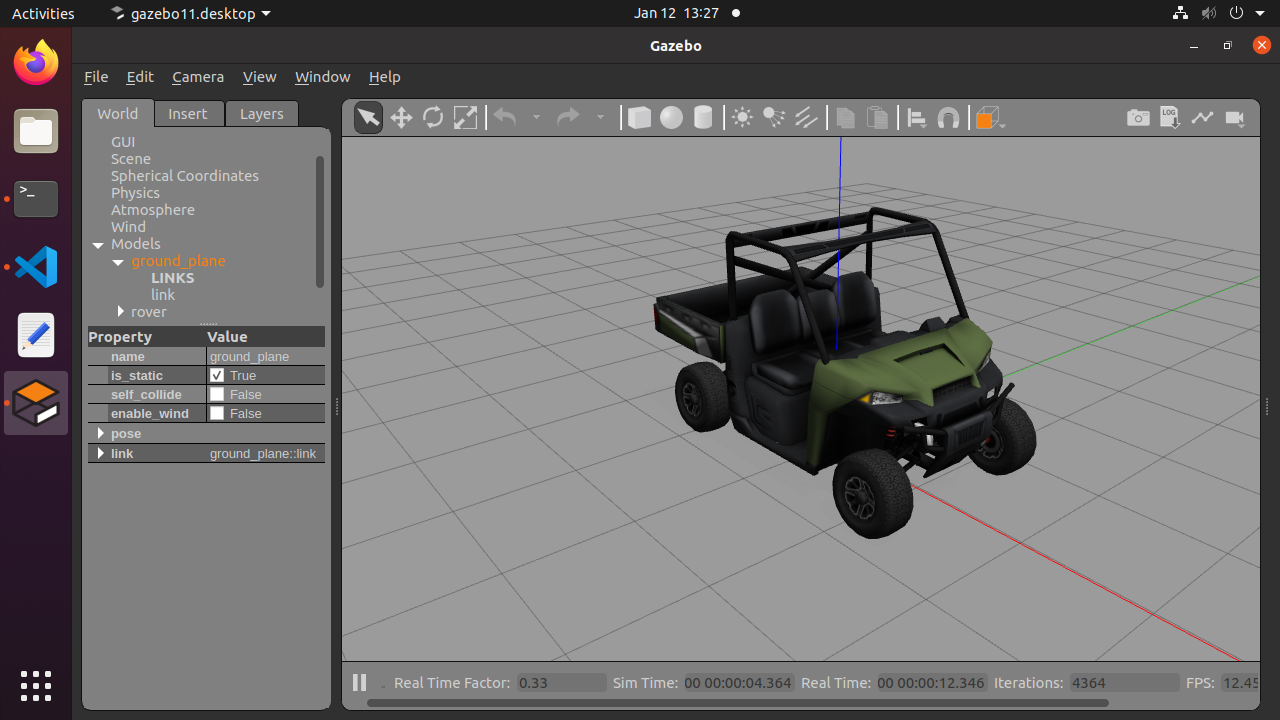 Activities gazebo11.desktop Jan 12 13:27
Gazebo
File Edit Camera View Window Help
World Insert Layers
GUI
Scene
Spherical Coordinates
Physics
Atmosphere
Wind
Models
ground_plane
LINKS
link
rover
Property Value
name ground_plane
is_static True
self_collide False
enable_wind False
pose
link ground_plane::link
LOG
Real Time Factor: 0.33 Sim Time: 00 00:00:04.364 Real Time: 00 00:00:12.346 Iterations: 4364 FPS: 12.45